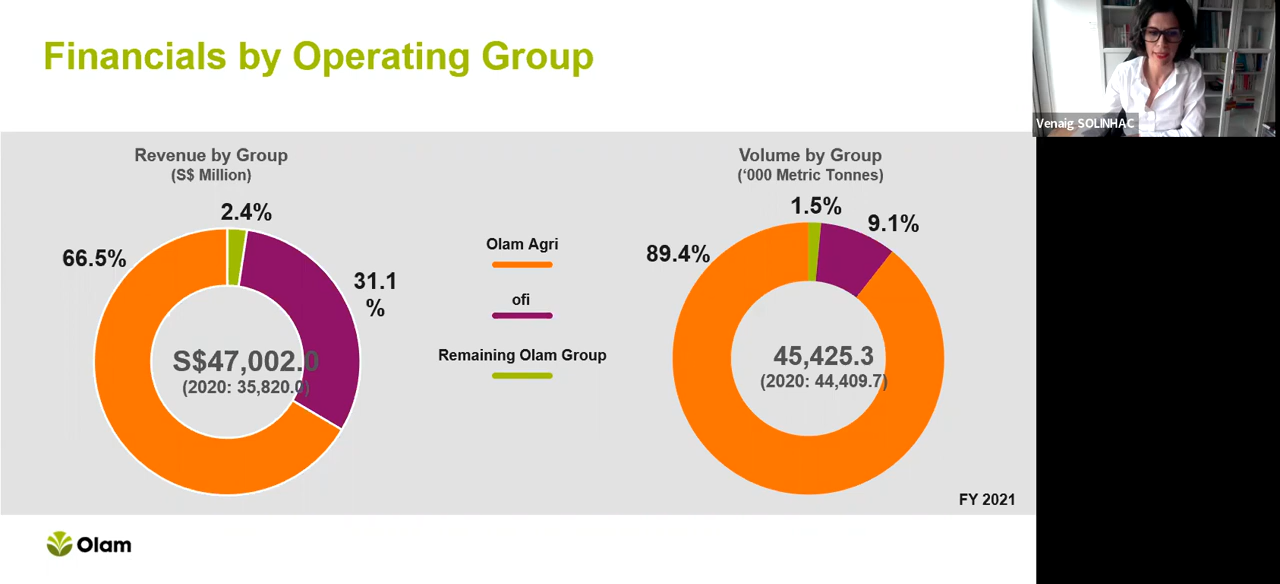 Financials by Operating Group
Venaig SOLINHAC
Revenue by Group
(S$ Million)
2.4%
66.5%
31.1
%
S$47,002.0
(2020: 35,820.0)
Olam Agri
ofi
Remaining Olam Group
Volume by Group
(‘000 Metric Tonnes)
1.5%
9.1%
89.4%
45,425.3
(2020: 44,409.7)
FY 2021
Olam